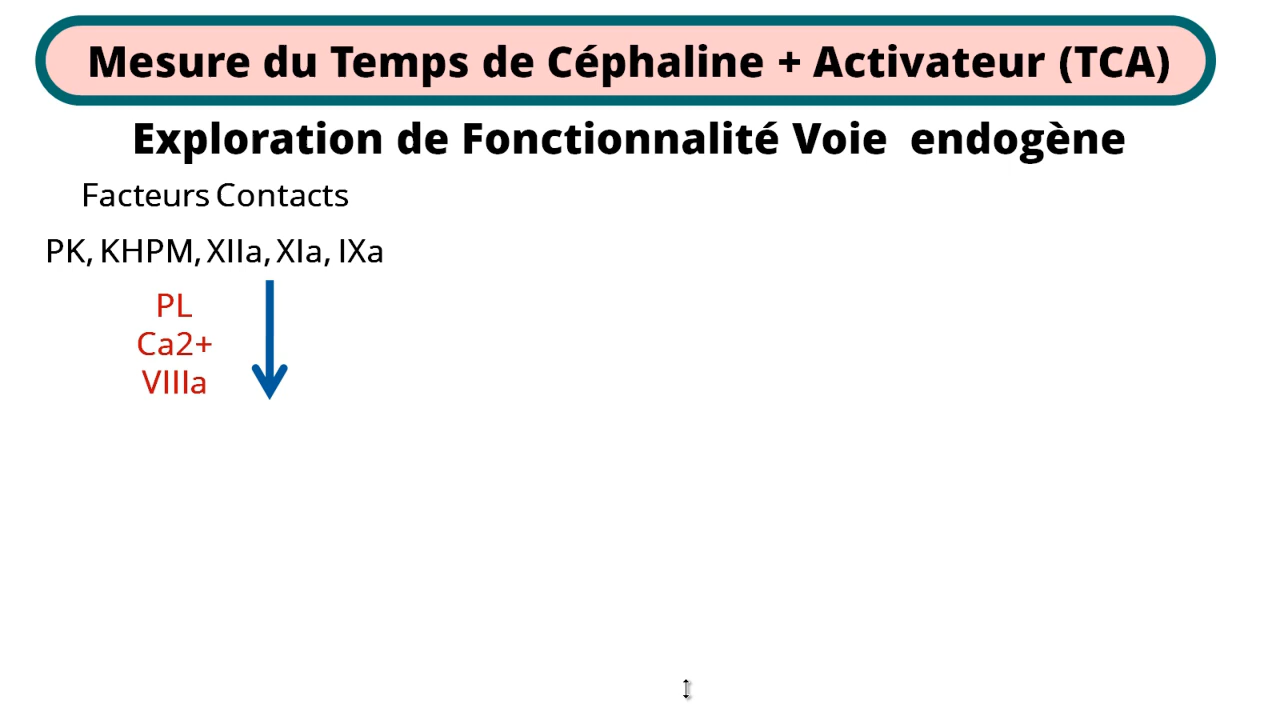 Mesure du Temps de Céphaline + Activateur (TCA)
Exploration de Fonctionnalité Voie endogène
Facteurs Contacts
PK, KHPM, XIIa, XIa, IXa
PL
Ca2+
VIIIa